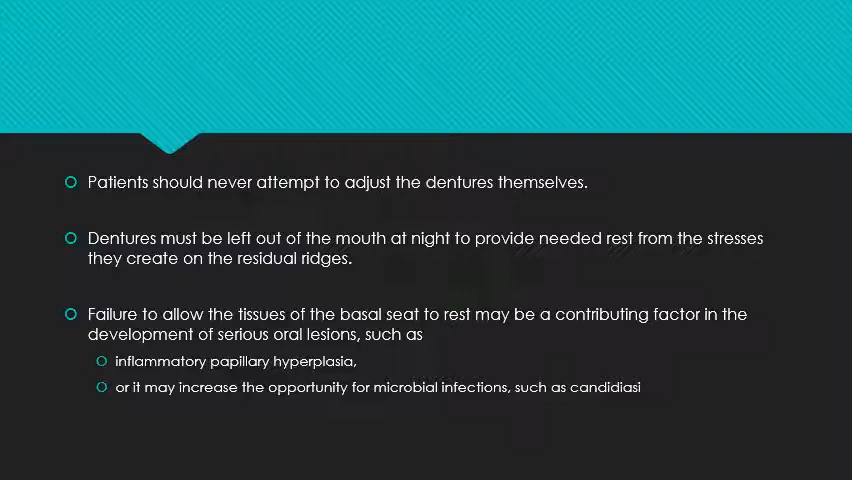 Patients should never attempt to adjust the dentures themselves.
Dentures must be left out of the mouth at night to provide needed rest from the stresses
they create on the residual ridges.
Failure to allow the tissues of the basal seat to rest may be a contributing factor in the
development of serious oral lesions, such as
inflammatory papillary hyperplasia,
or it may increase the opportunity for microbial infections, such as candidiasi